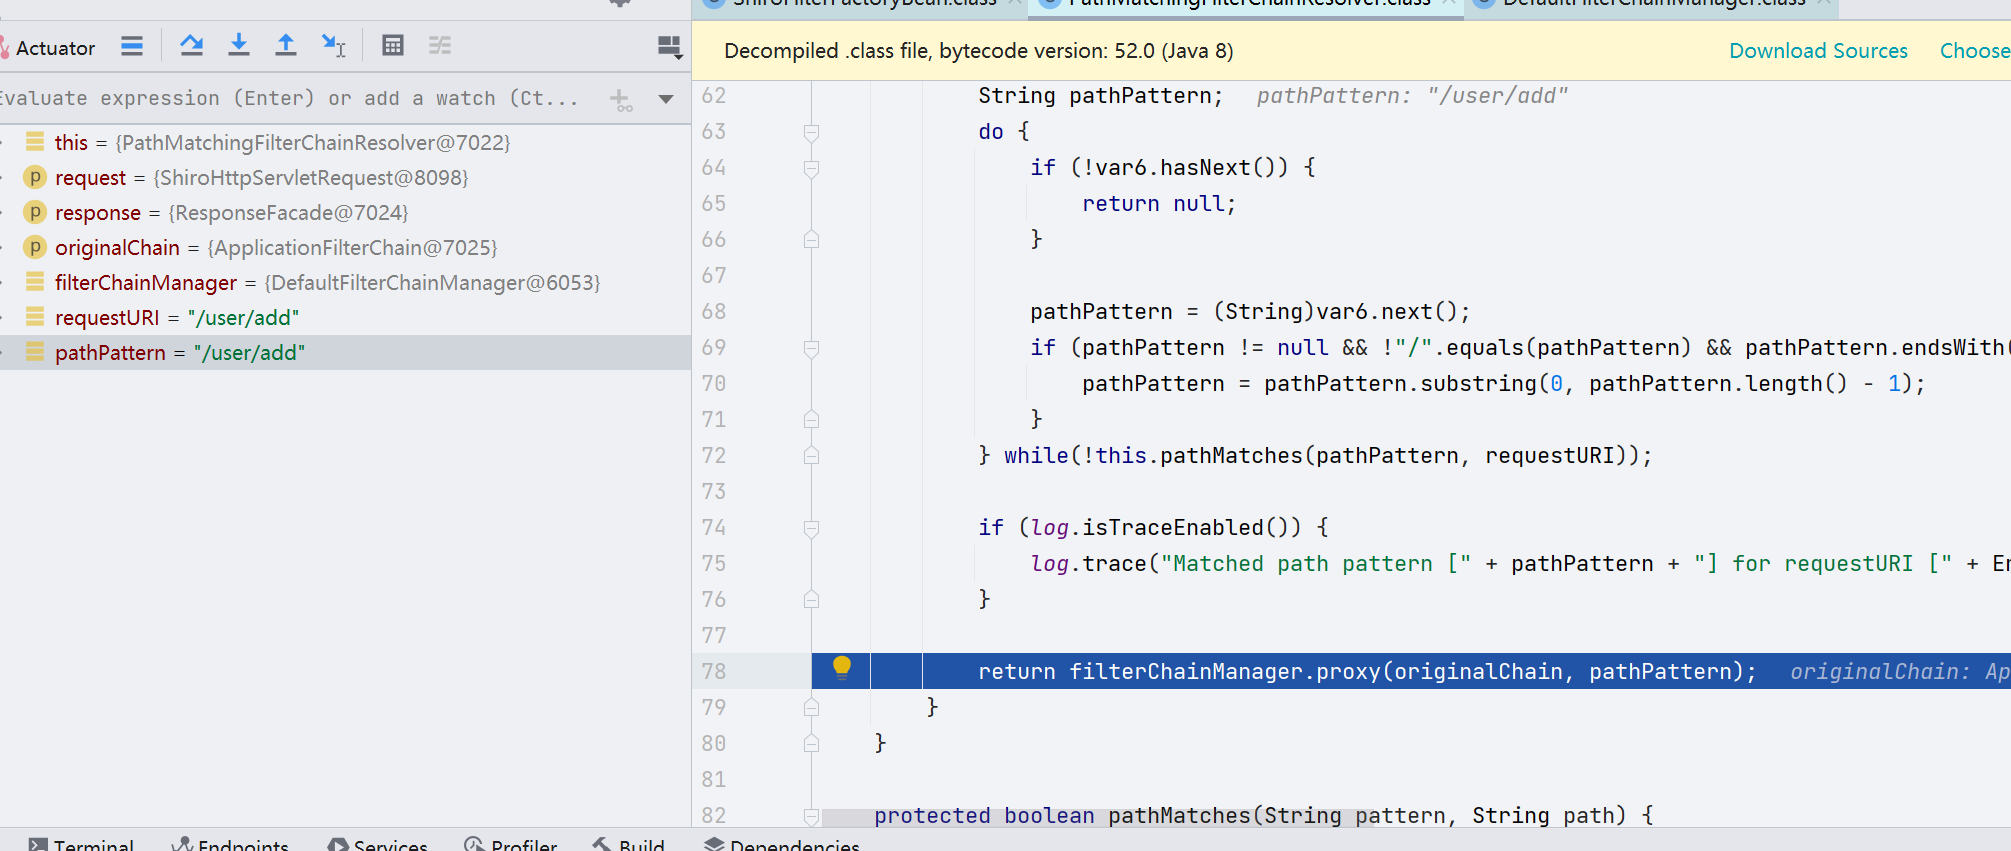 ShiroFilterFactoryBean.class
PathMatchingFilterChainResolver.class
DefaultFilterChainManager.class
Actuator
Evaluate expression (Enter) or add a watch (Ct...
this = {PathMatchingFilterChainResolver@7022}
request = {ShiroHttpServletRequest@8098}
response = {ResponseFacade@7024}
originalChain = {ApplicationFilterChain@7025}
filterChainManager = {DefaultFilterChainManager@6053}
requestURI = "/user/add"
pathPattern = "/user/add"
Decompiled .class file, bytecode version: 52.0 (Java 8)
Download Sources
Choose
62 String pathPattern; pathPattern: "/user/add"
63 do {
64 if (!var6.hasNext()) {
65 return null;
66 }
67
68 pathPattern = (String)var6.next();
69 if (pathPattern != null && !"/".equals(pathPattern) && pathPattern.endsWith(
70 pathPattern = pathPattern.substring(0, pathPattern.length() - 1);
71 }
72 } while(!this.pathMatches(pathPattern, requestURI));
73
74 if (log.isTraceEnabled()) {
75 log.trace("Matched path pattern [" + pathPattern + "] for requestURI [" + En
76 }
77
78 return filterChainManager.proxy(originalChain, pathPattern); originalChain: Ap
79 }
80 }
81
82 protected boolean pathMatches(String pattern, String path) {
Terminal
Endpoints
Services
Profiler
Build
Dependencies